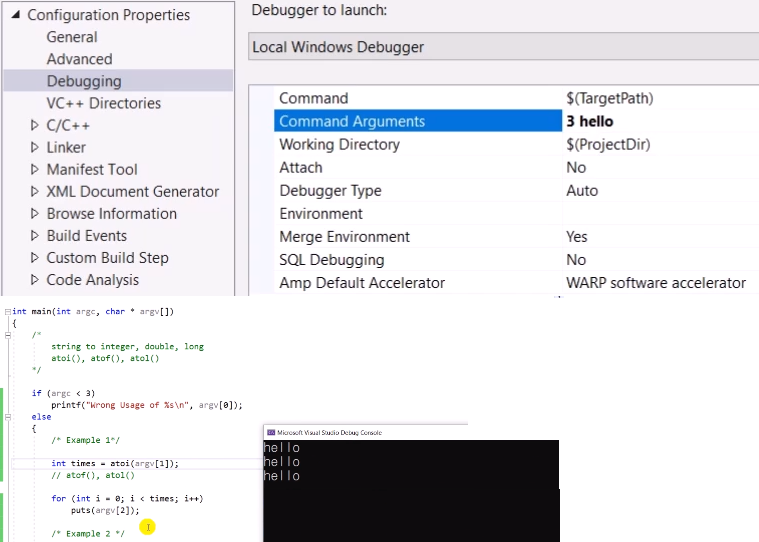 Configuration Properties
General
Advanced
Debugging
VC++ Directories
C/C++
Linker
Manifest Tool
XML Document Generator
Browse Information
Build Events
Custom Build Step
Code Analysis
Debugger to launch:
Local Windows Debugger
Command $(TargetPath)
Command Arguments 3 hello
Working Directory $(ProjectDir)
Attach No
Debugger Type Auto
Environment
Merge Environment Yes
SQL Debugging No
Amp Default Accelerator WARP software accelerator
int main(int argc, char * argv[])
{
/*
string to integer, double, long
atoi(), atof(), atol()
*/
if (argc < 3)
printf("Wrong Usage of %s\n", argv[0]);
else
{
/* Example 1*/
int times = atoi(argv[1]);
// atof(), atol()
for (int i = 0; i < times; i++)
puts(argv[2]);
/* Example 2 */
Microsoft Visual Studio Debug Console
hello
hello
hello